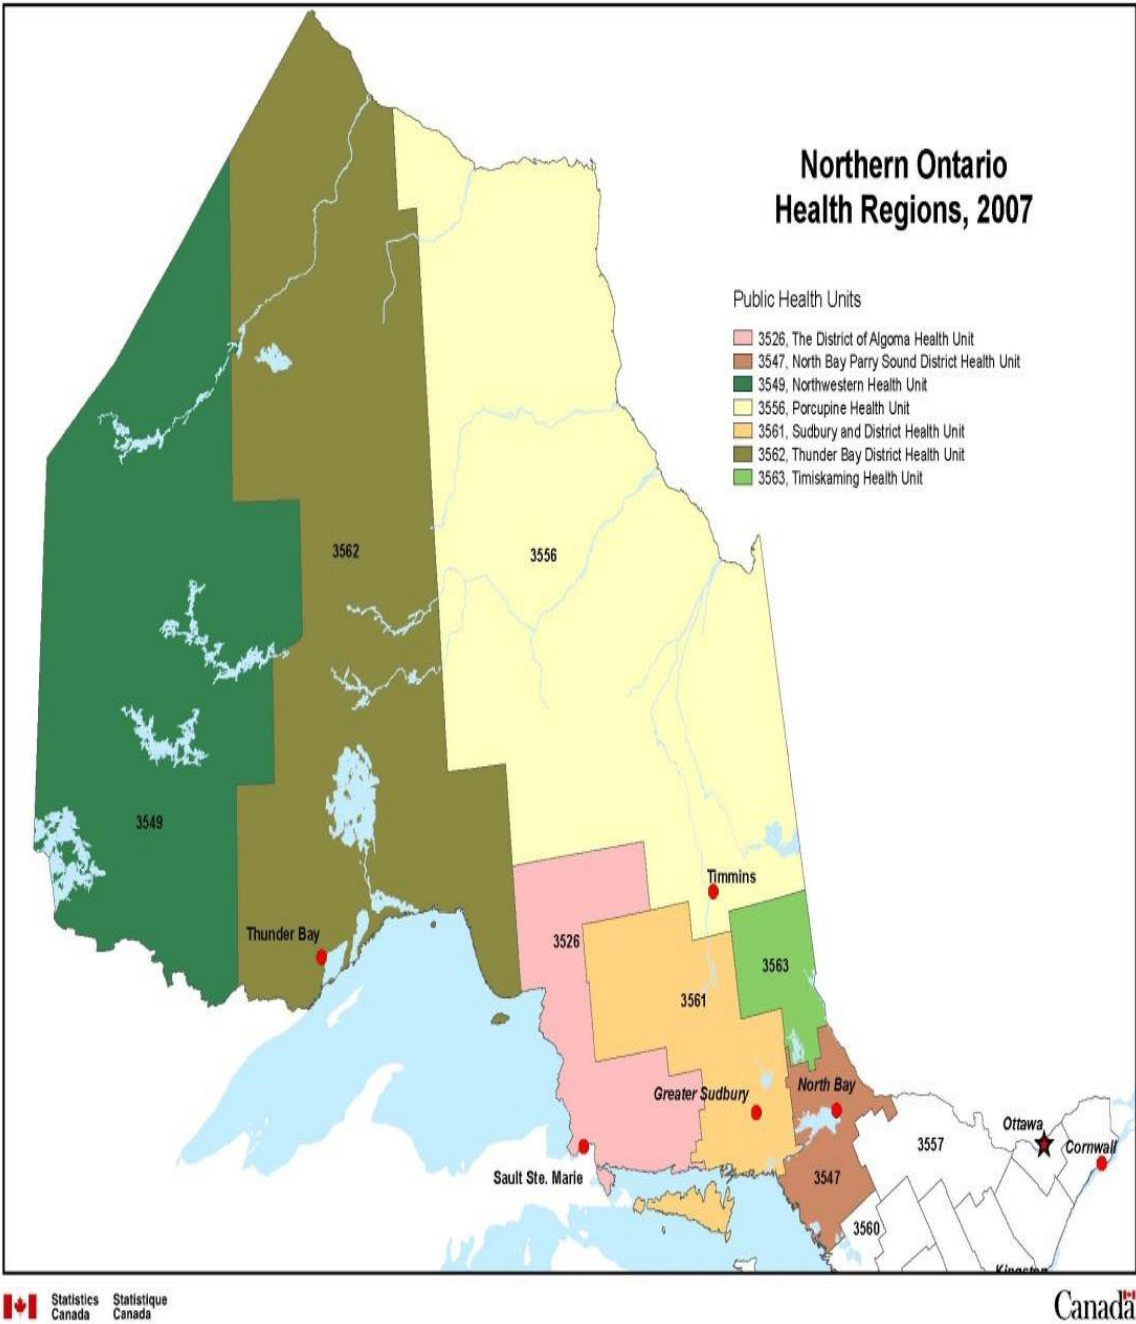 Northern Ontario
Health Regions, 2007
Public Health Units
3526, The District of Algoma Health Unit
3547, North Bay Parry Sound District Health Unit
3549, Northwestern Health Unit
3556, Porcupine Health Unit
3561, Sudbury and District Health Unit
3562, Thunder Bay District Health Unit
3563, Timiskaming Health Unit
3562
3556
3549
Timmins
Thunder Bay
3526
3563
3561
Greater Sudbury
North Bay
Ottawa
3557
Cornwall
Sault Ste. Marie
3547
3560
Statistics Statistique
Canada Canada
Canada